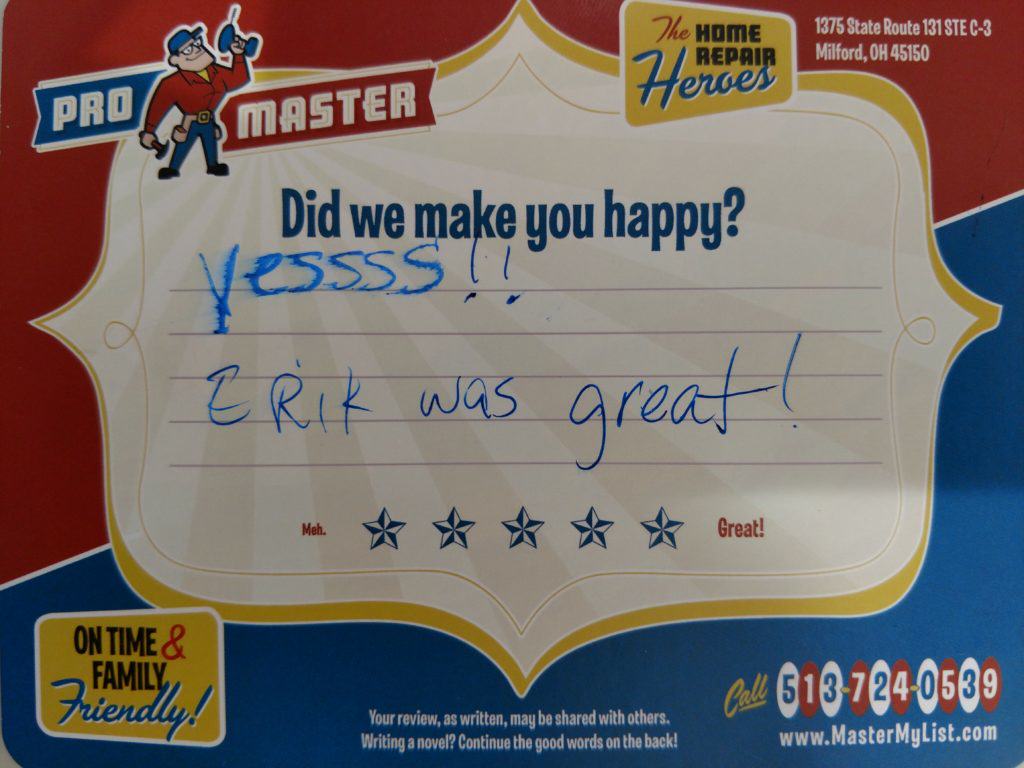 PRO MASTER
The HOME
REPAIR
Heroes
1375 State Route 131 STE C-3
Milford, OH 45150
Did we make you happy?
yessss!!
ERik was great!
Meh.
Great!
ON TIME &
FAMILY
Friendly!
Your review, as written, may be shared with others.
Writing a novel? Continue the good words on the back!
Call 513-724-0539
www.MasterMyList.com